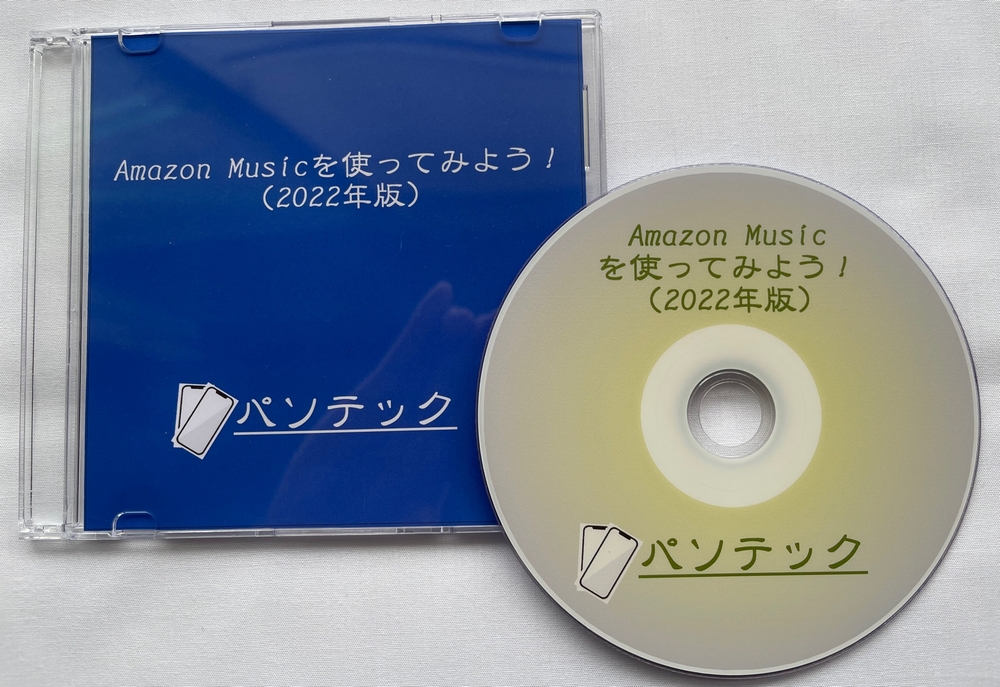 Amazon Musicを使ってみよう!
(2022年版)
パソテック
Amazon Music
を使ってみよう!
(2022年版)
パソテック